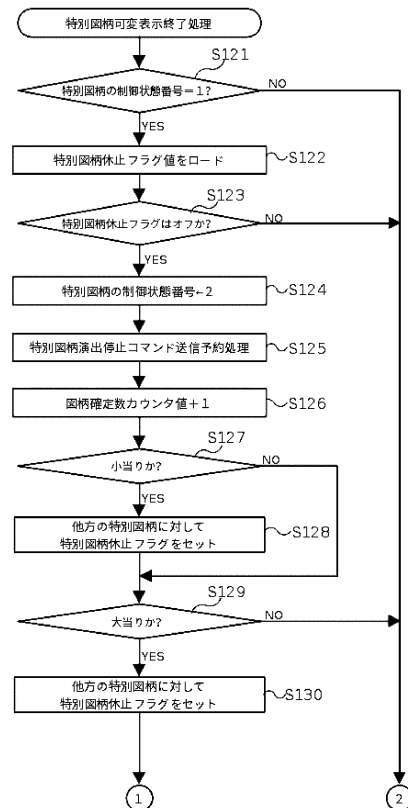 特別図柄可変表示終了処理
S121
特別図柄の制御状態番号=1?
NO
YES
特別図柄休止フラグ値をロード
S122
S123
特別図柄休止フラグはオフか?
NO
YES
特別図柄の制御状態番号←2
S124
特別図柄演出停止コマンド送信予約処理
S125
図柄確定数カウンタ値+1
S126
S127
小当りか?
NO
YES
他方の特別図柄に対して
特別図柄休止フラグをセット
S128
S129
大当りか?
NO
YES
他方の特別図柄に対して
特別図柄休止フラグをセット
S130
1
2